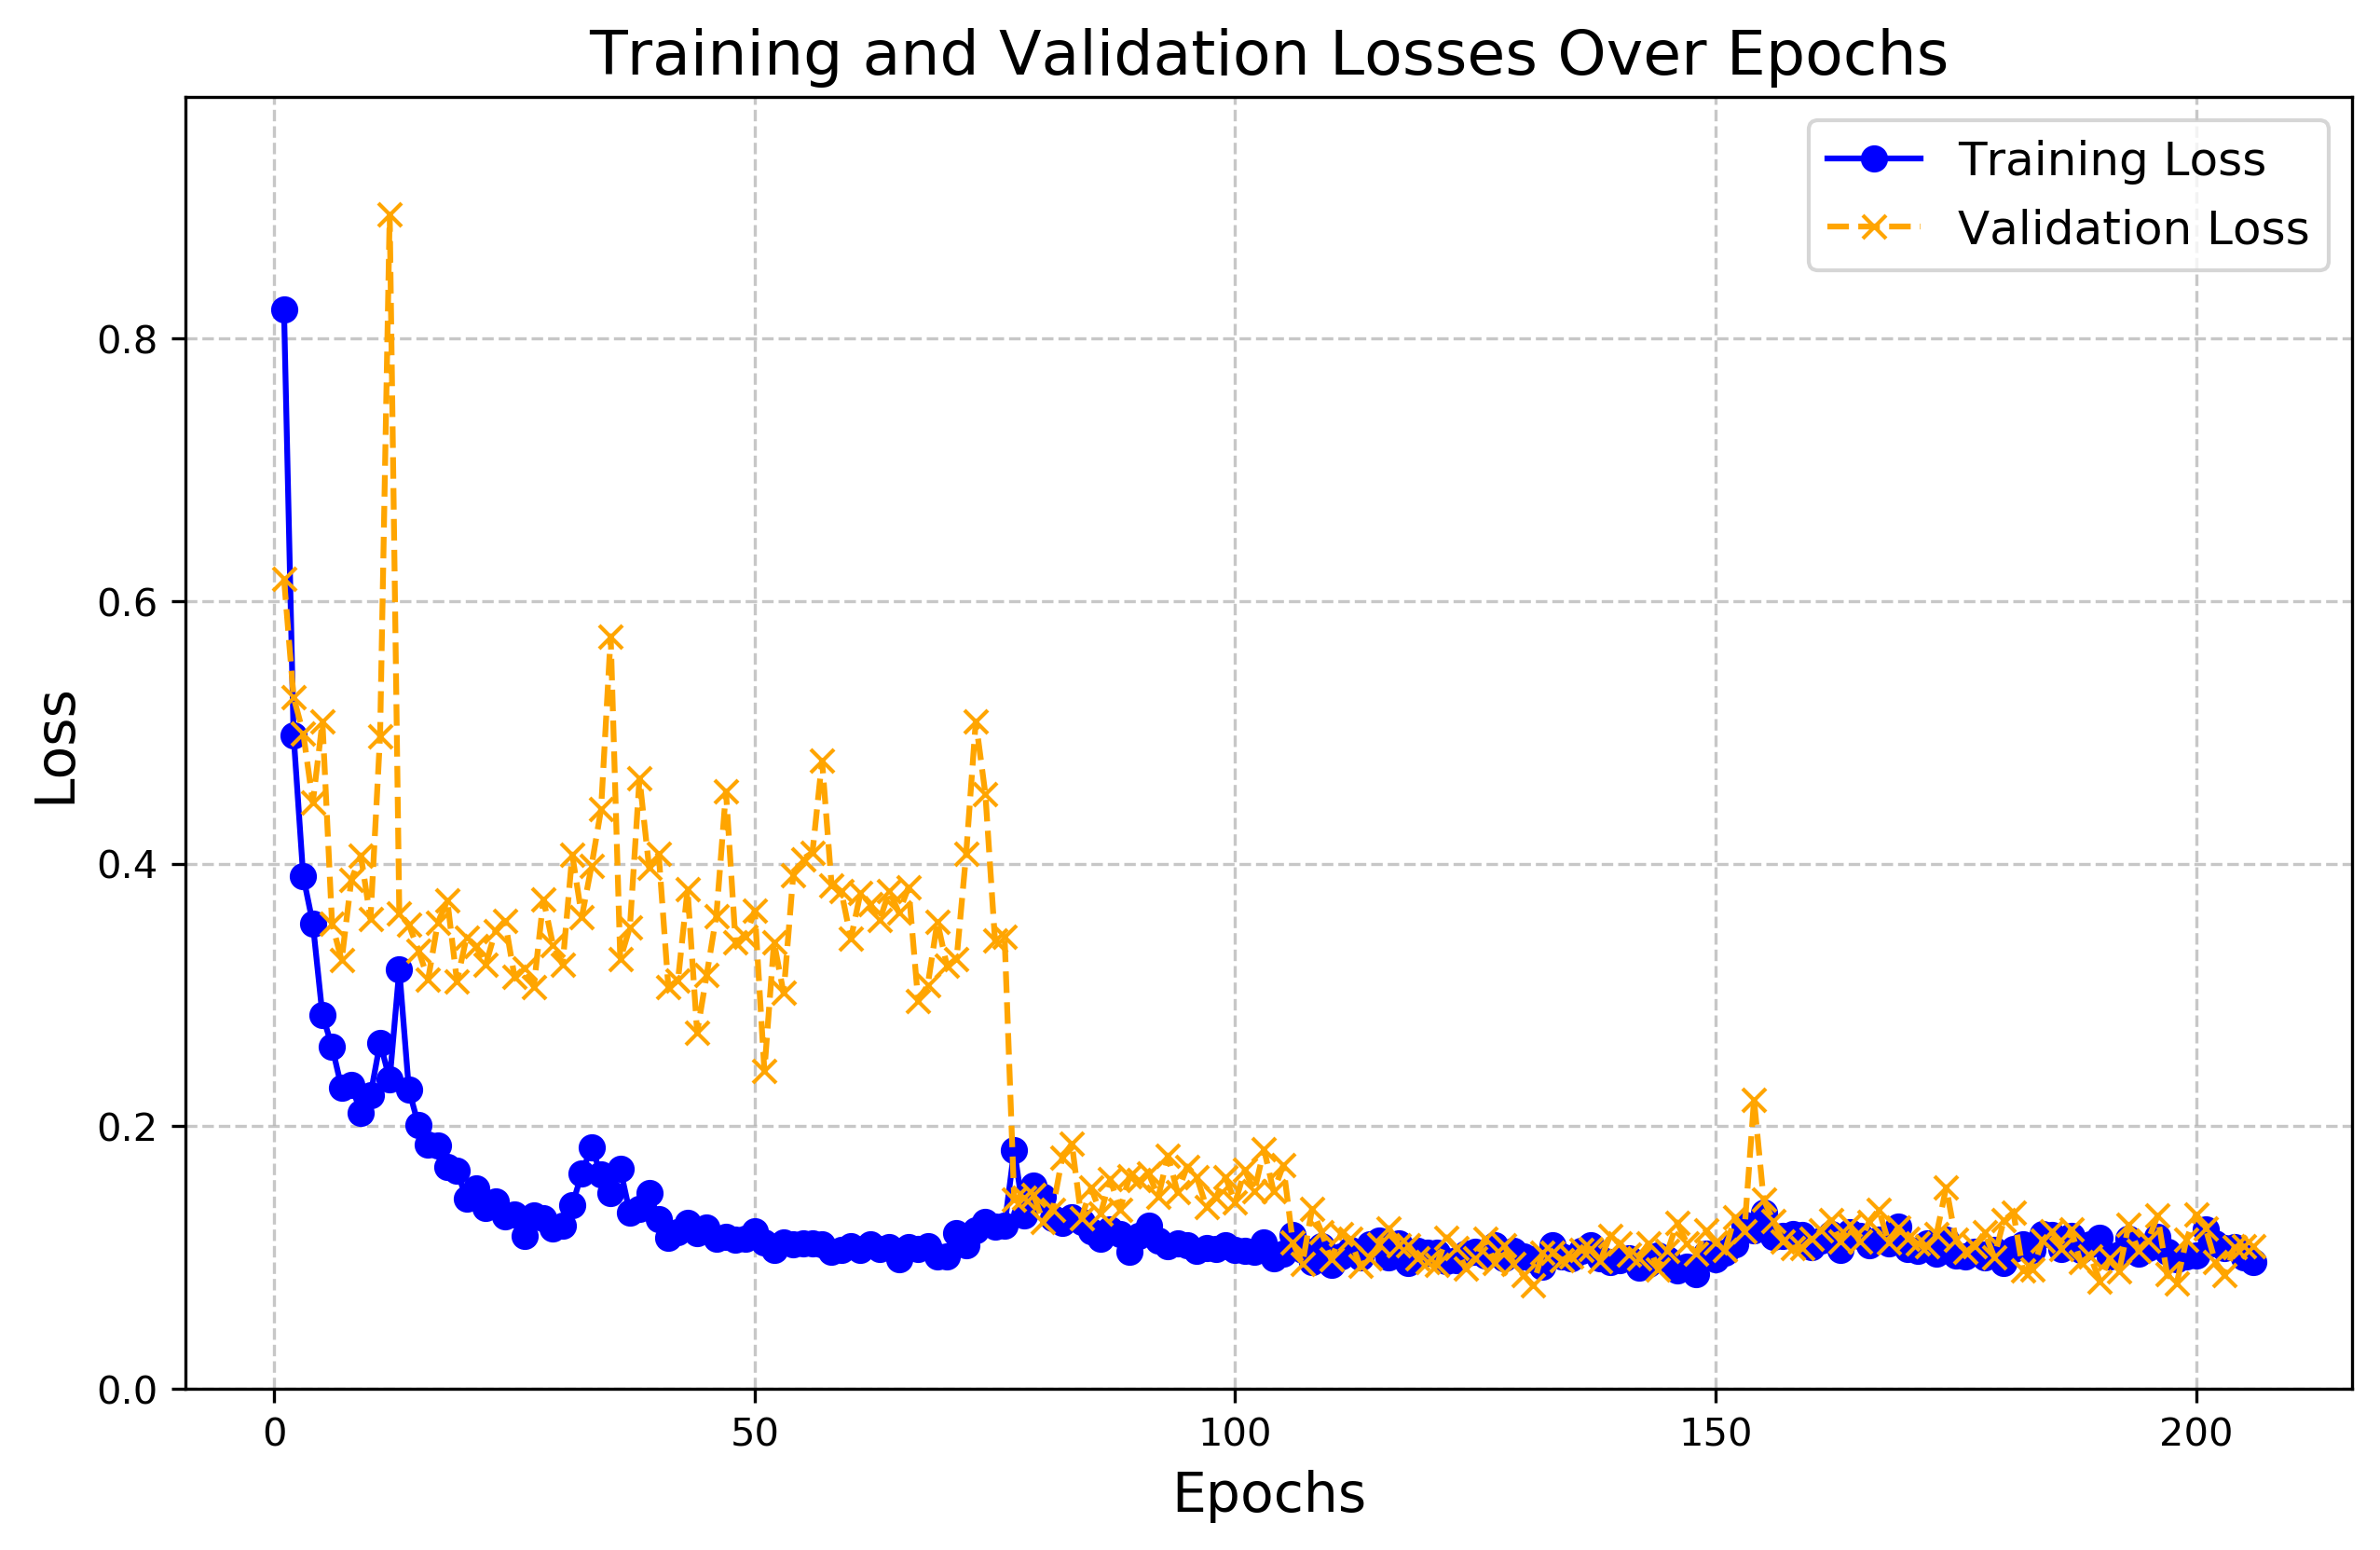 Training and Validation Losses Over Epochs
Training Loss
Validation Loss
Loss
0.8
0.6
0.4
0.2
0.0
0 50 100 150 200
Epochs